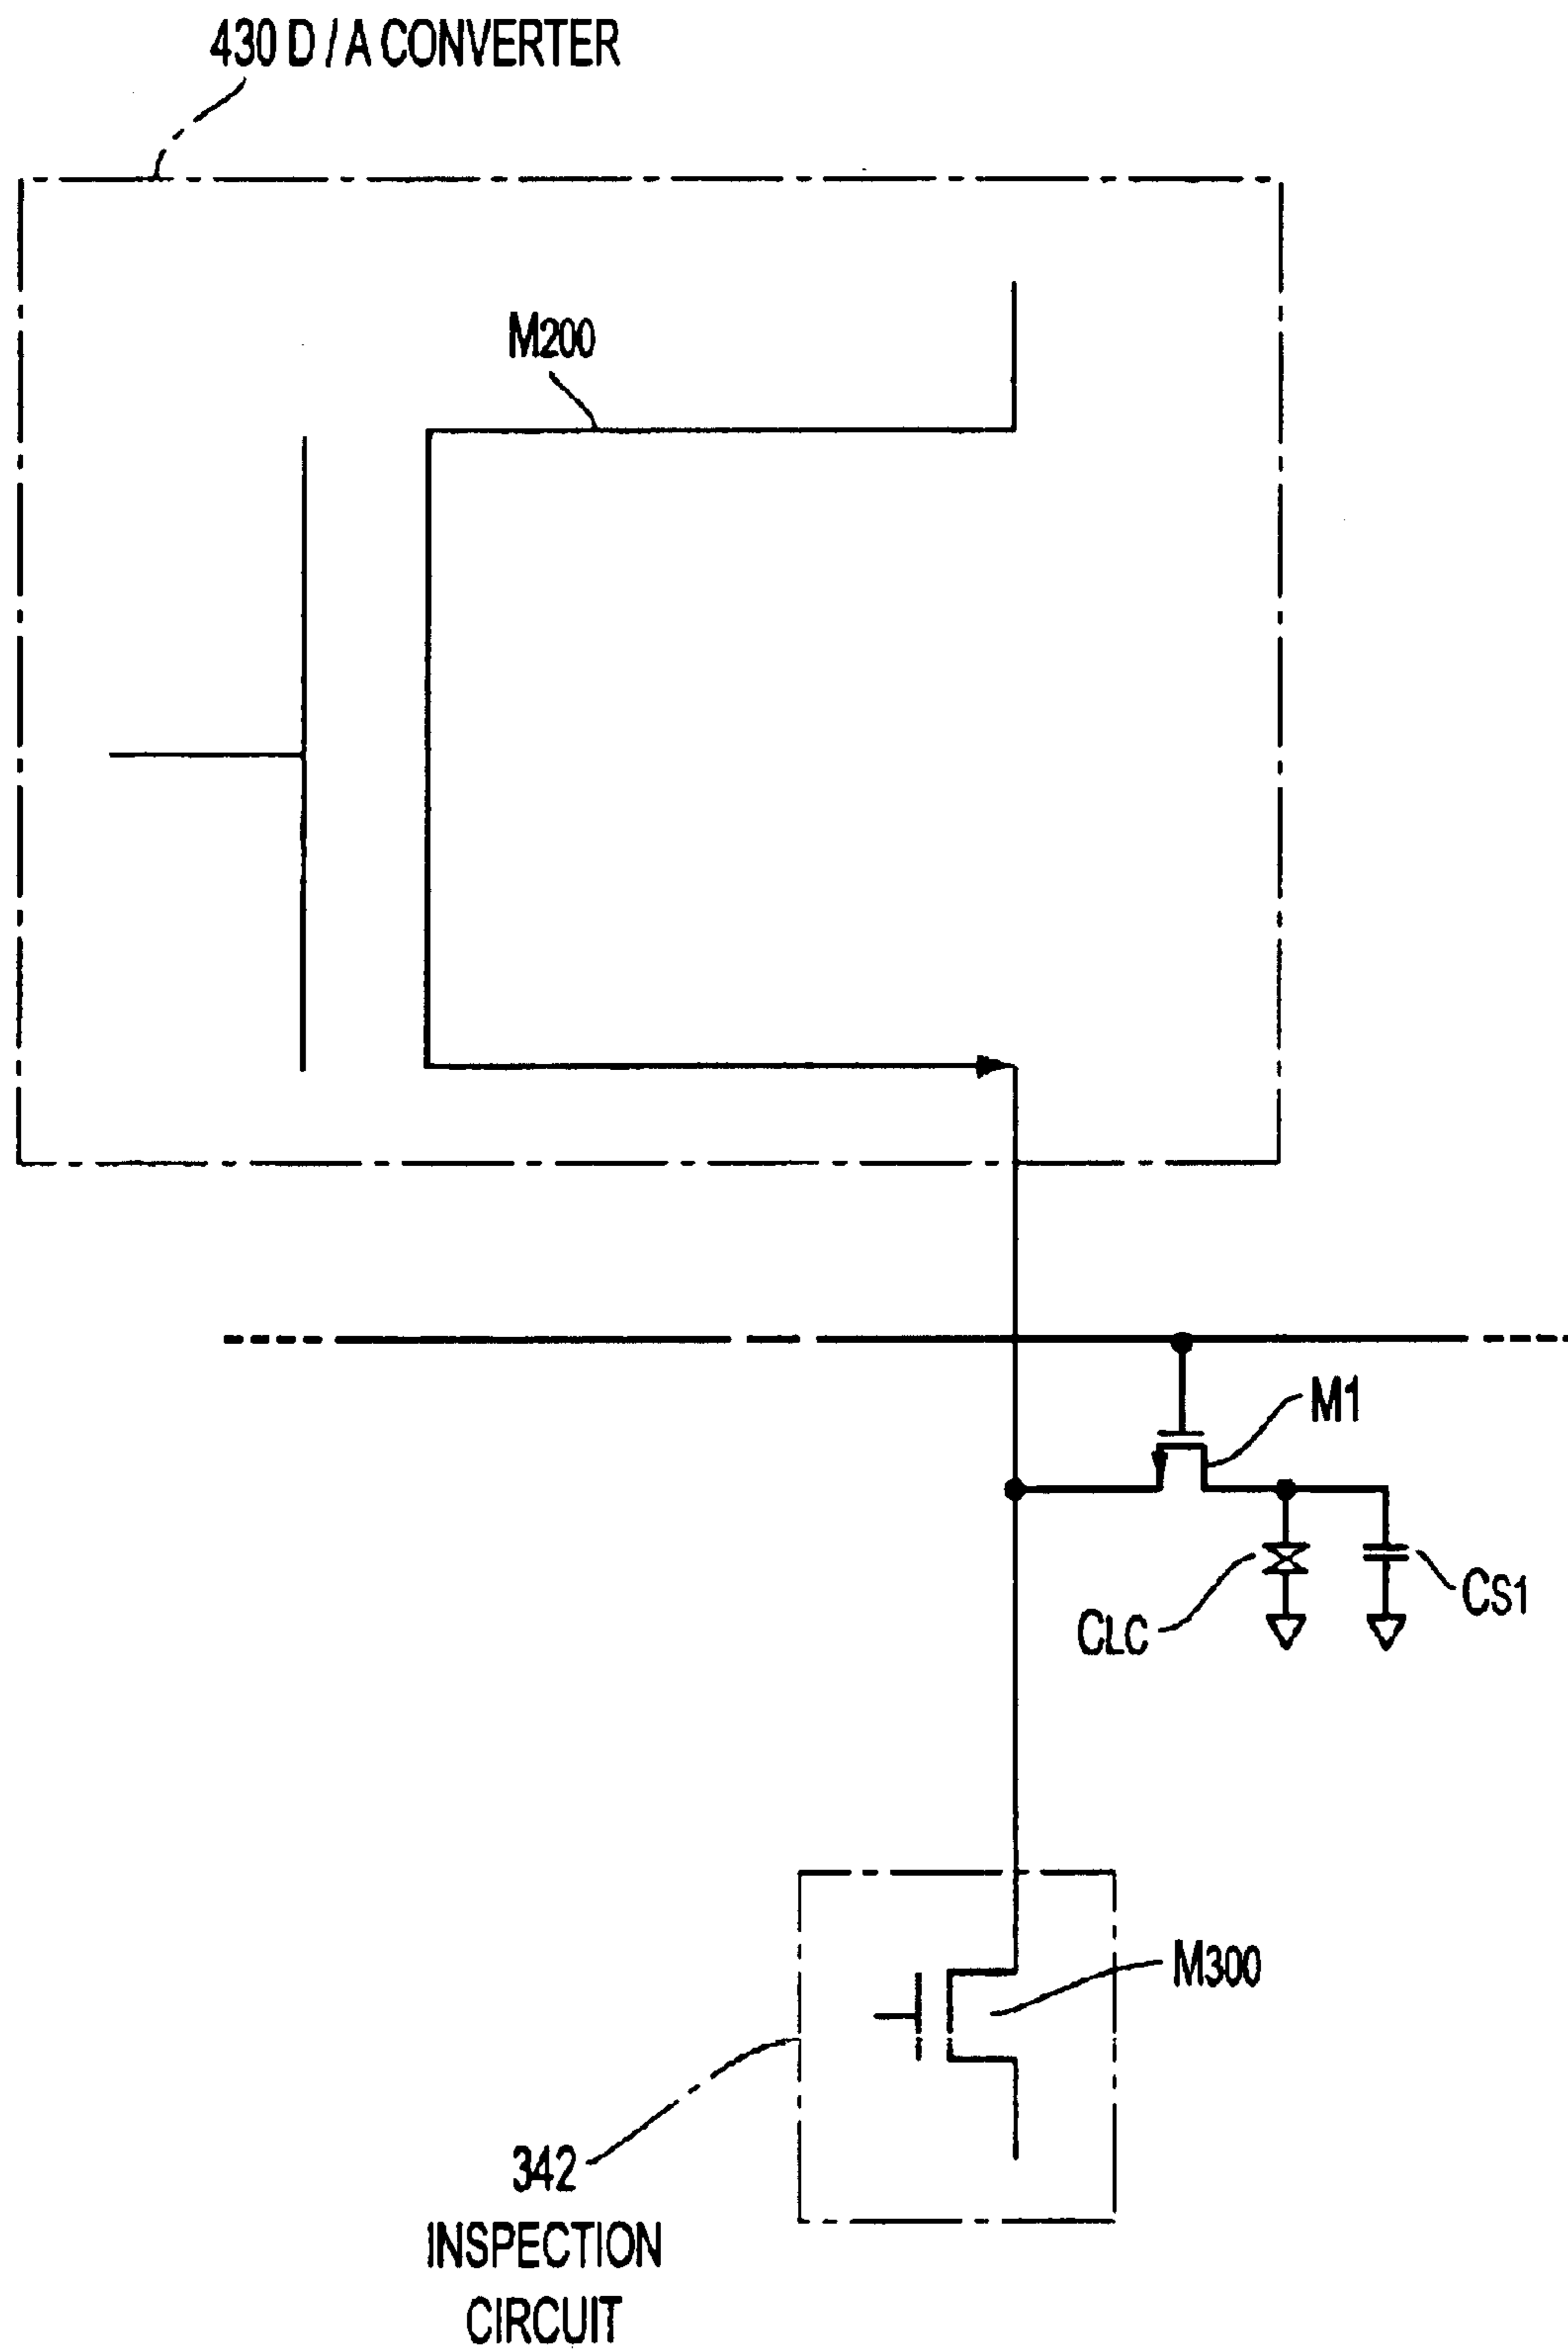 430 D/A CONVERTER
M200
M1
CLC
CS1
M300
342
INSPECTION
CIRCUIT